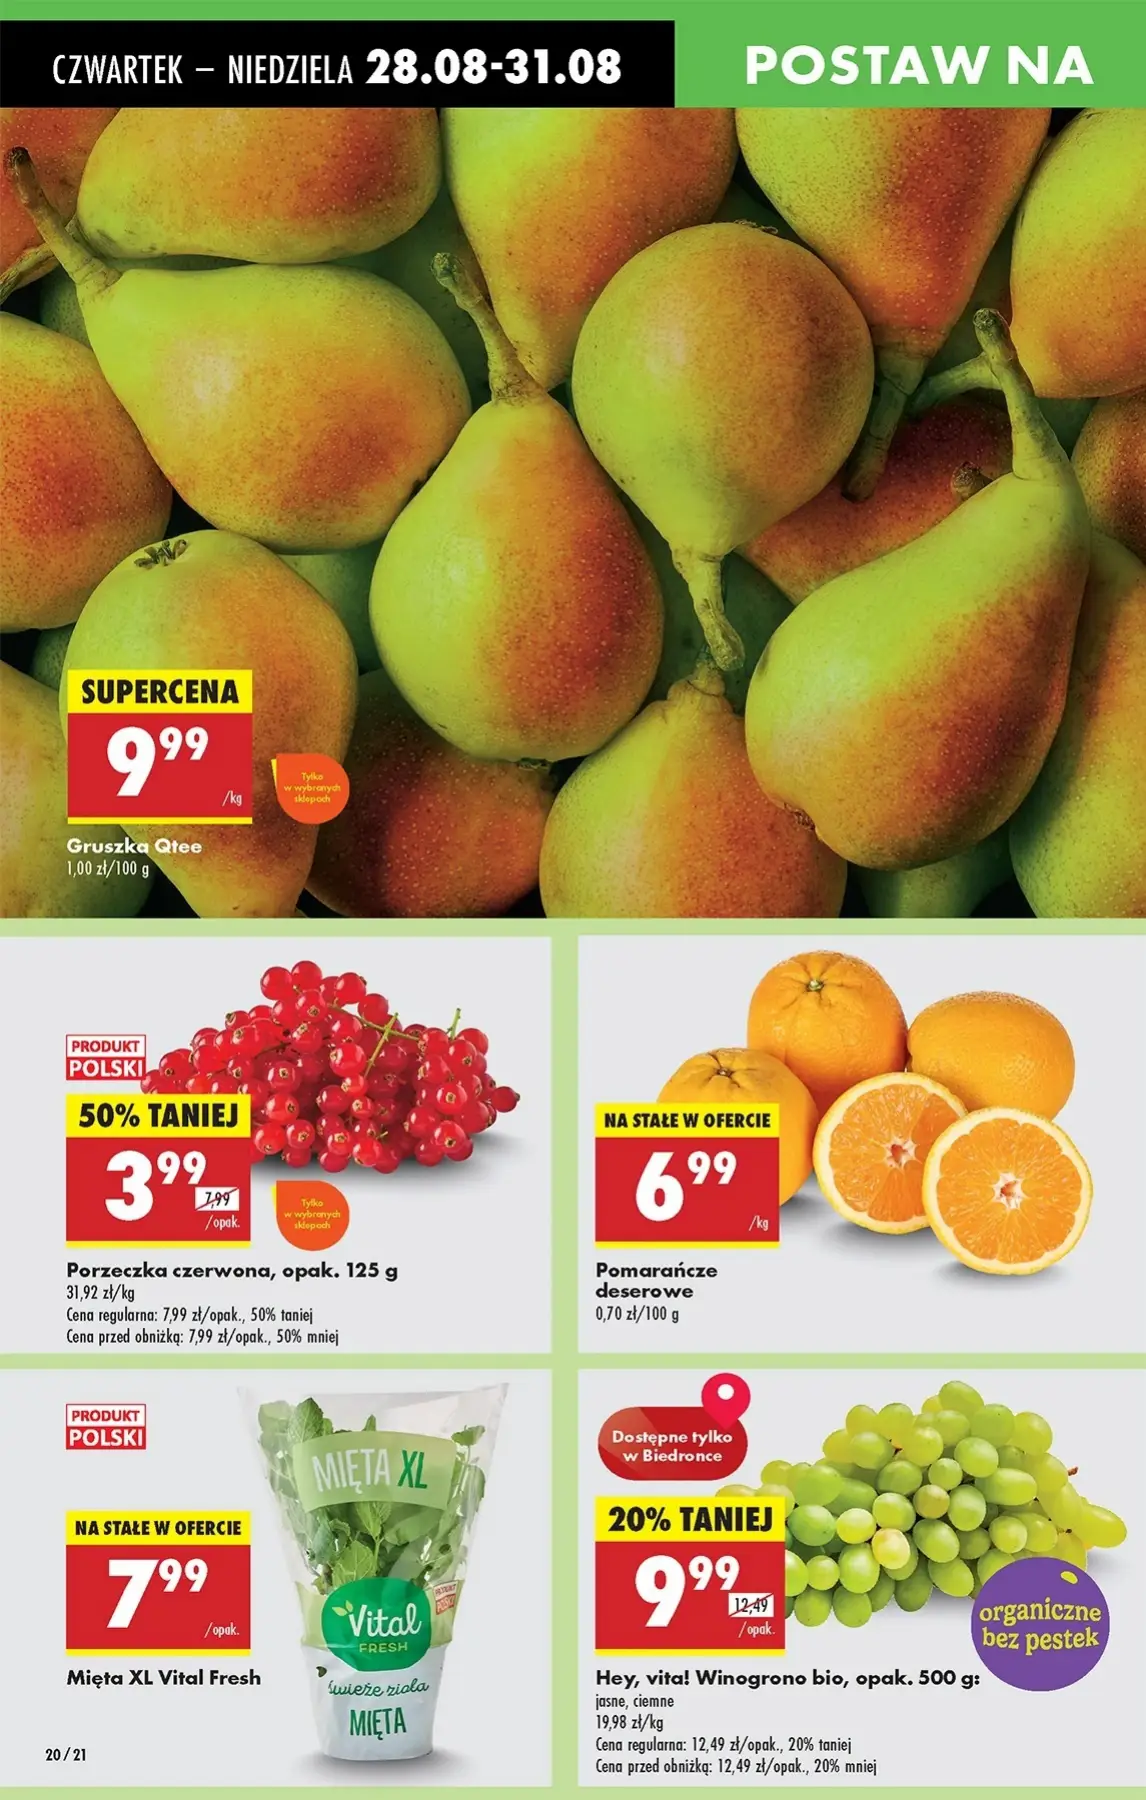 CZWARTEK – NIEDZIELA 28.08-31.08
POSTAW NA
SUPERCENA
9 99
/kg
Tylko
w wybranych
sklepach
Gruszka Qtee
1,00 zł/100 g
PRODUKT
POLSKI
50% TANIEJ
3 99
7,99
/opak.
Tylko
w wybranych
sklepach
Porzeczka czerwona, opak. 125 g
31,92 zł/kg
Cena regularna: 7,99 zł/opak., 50% taniej
Cena przed obniżką: 7,99 zł/opak., 50% mniej
NA STAŁE W OFERCIE
6 99
/kg
Pomarańcze
deserowe
0,70 zł/100 g
PRODUKT
POLSKI
NA STAŁE W OFERCIE
7 99
/opak.
MIĘTA XL
PRODUKT
POLSKI
Vital
FRESH
świeże zioła
MIĘTA
Mięta XL Vital Fresh
20 / 21
Dostępne tylko
w Biedronce
20% TANIEJ
9 99
12,49
/opak.
organiczne
bez pestek
Hey, vita! Winogrono bio, opak. 500 g:
jasne, ciemne
19,98 zł/kg
Cena regularna: 12,49 zł/opak., 20% taniej
Cena przed obniżką: 12,49 zł/opak., 20% mniej